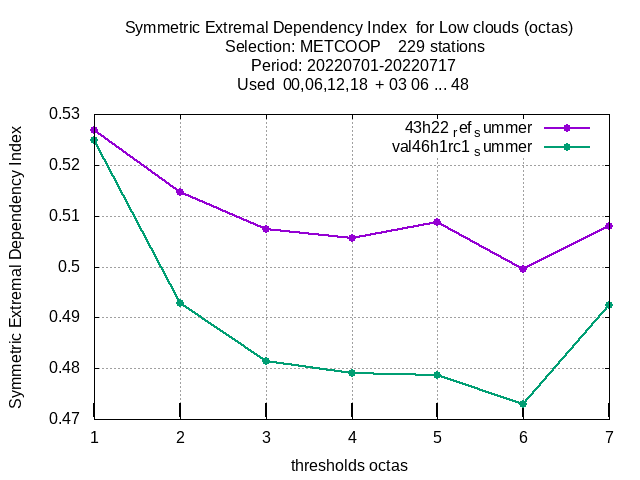 Symmetric Extremal Dependency Index for Low clouds (octas)
Selection: METCOOP 229 stations
Period: 20220701-20220717
Used 00,06,12,18 + 03 06 ... 48
Symmetric Extremal Dependency Index
0.53
0.52
0.51
0.5
0.49
0.48
0.47
43h22 ref summer
val46h1rc1 summer
1 2 3 4 5 6 7
thresholds octas